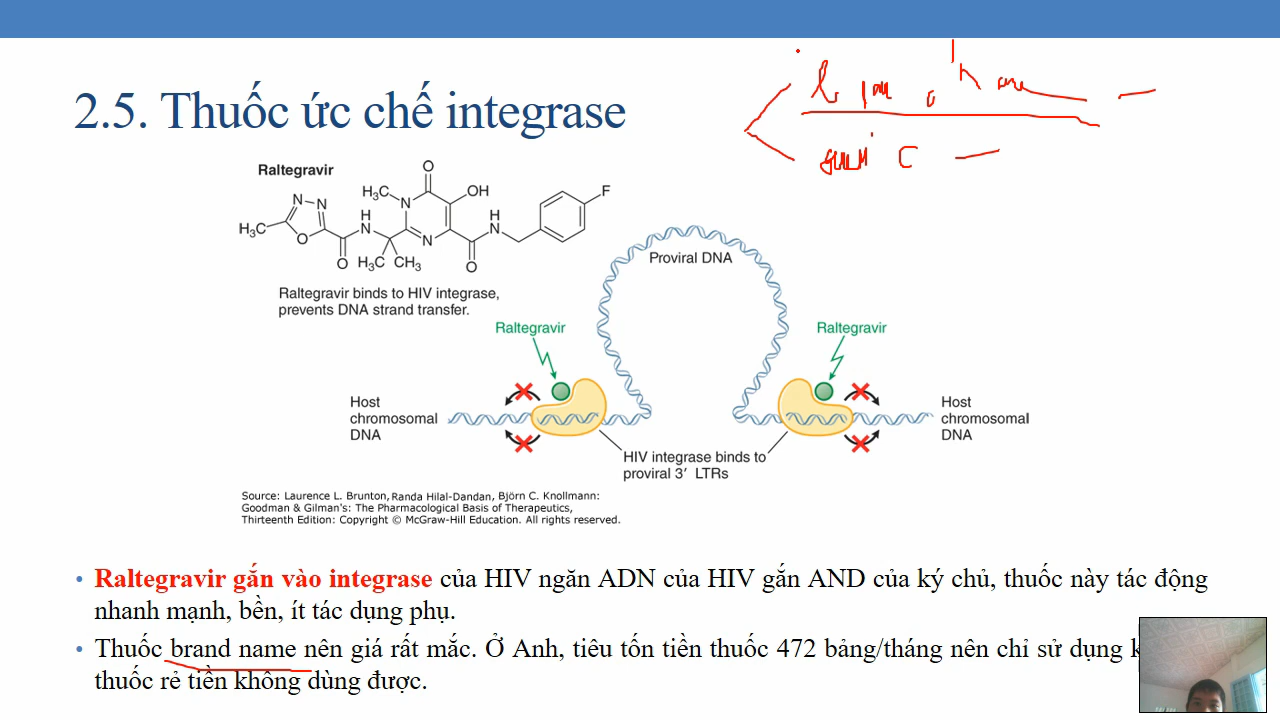 2.5. Thuốc ức chế integrase
Raltegravir
O
H₃C
OH
F
N
N
N
H
N
H
N
H₃C
O
O
N
H₃C CH₃
O
Raltegravir binds to HIV integrase,
prevents DNA strand transfer.
Proviral DNA
Raltegravir
Raltegravir
Host
chromosomal
DNA
Host
chromosomal
DNA
HIV integrase binds to
proviral 3′ LTRs
Source: Laurence L. Brunton, Randa Hilal-Dandan, Björn C. Knollmann:
Goodman & Gilman's: The Pharmacological Basis of Therapeutics,
Thirteenth Edition: Copyright © McGraw-Hill Education. All rights reserved.
• Raltegravir gắn vào integrase của HIV ngăn ADN của HIV gắn AND của ký chủ, thuốc này tác động
nhanh mạnh, bền, ít tác dụng phụ.
• Thuốc brand name nên giá rất mắc. Ở Anh, tiêu tốn tiền thuốc 472 bảng/tháng nên chỉ sử dụng
thuốc rẻ tiền không dùng được.